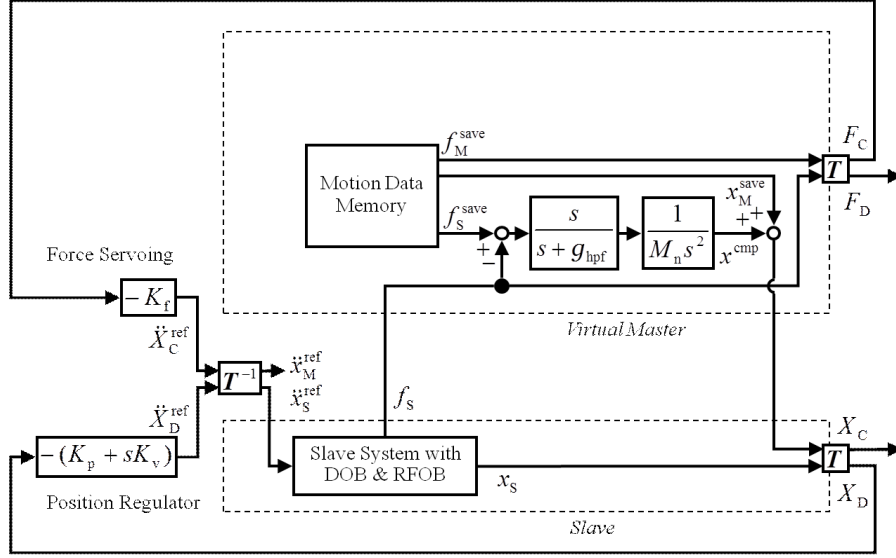 f_M^save
F_C
T
F_D
Motion Data
Memory
x_M^save
f_S^save
+
−
s
s + g_hpf
1
M_n s^2
+
+
x^cmp
Force Servoing
− K_f
Ẍ_C^ref
Virtual Master
T^−1
ẍ_M^ref
ẍ_S^ref
f_S
Ẍ_D^ref
X_C
− (K_p + sK_v)
Slave System with
DOB & RFOB
T
x_S
X_D
Position Regulator
Slave